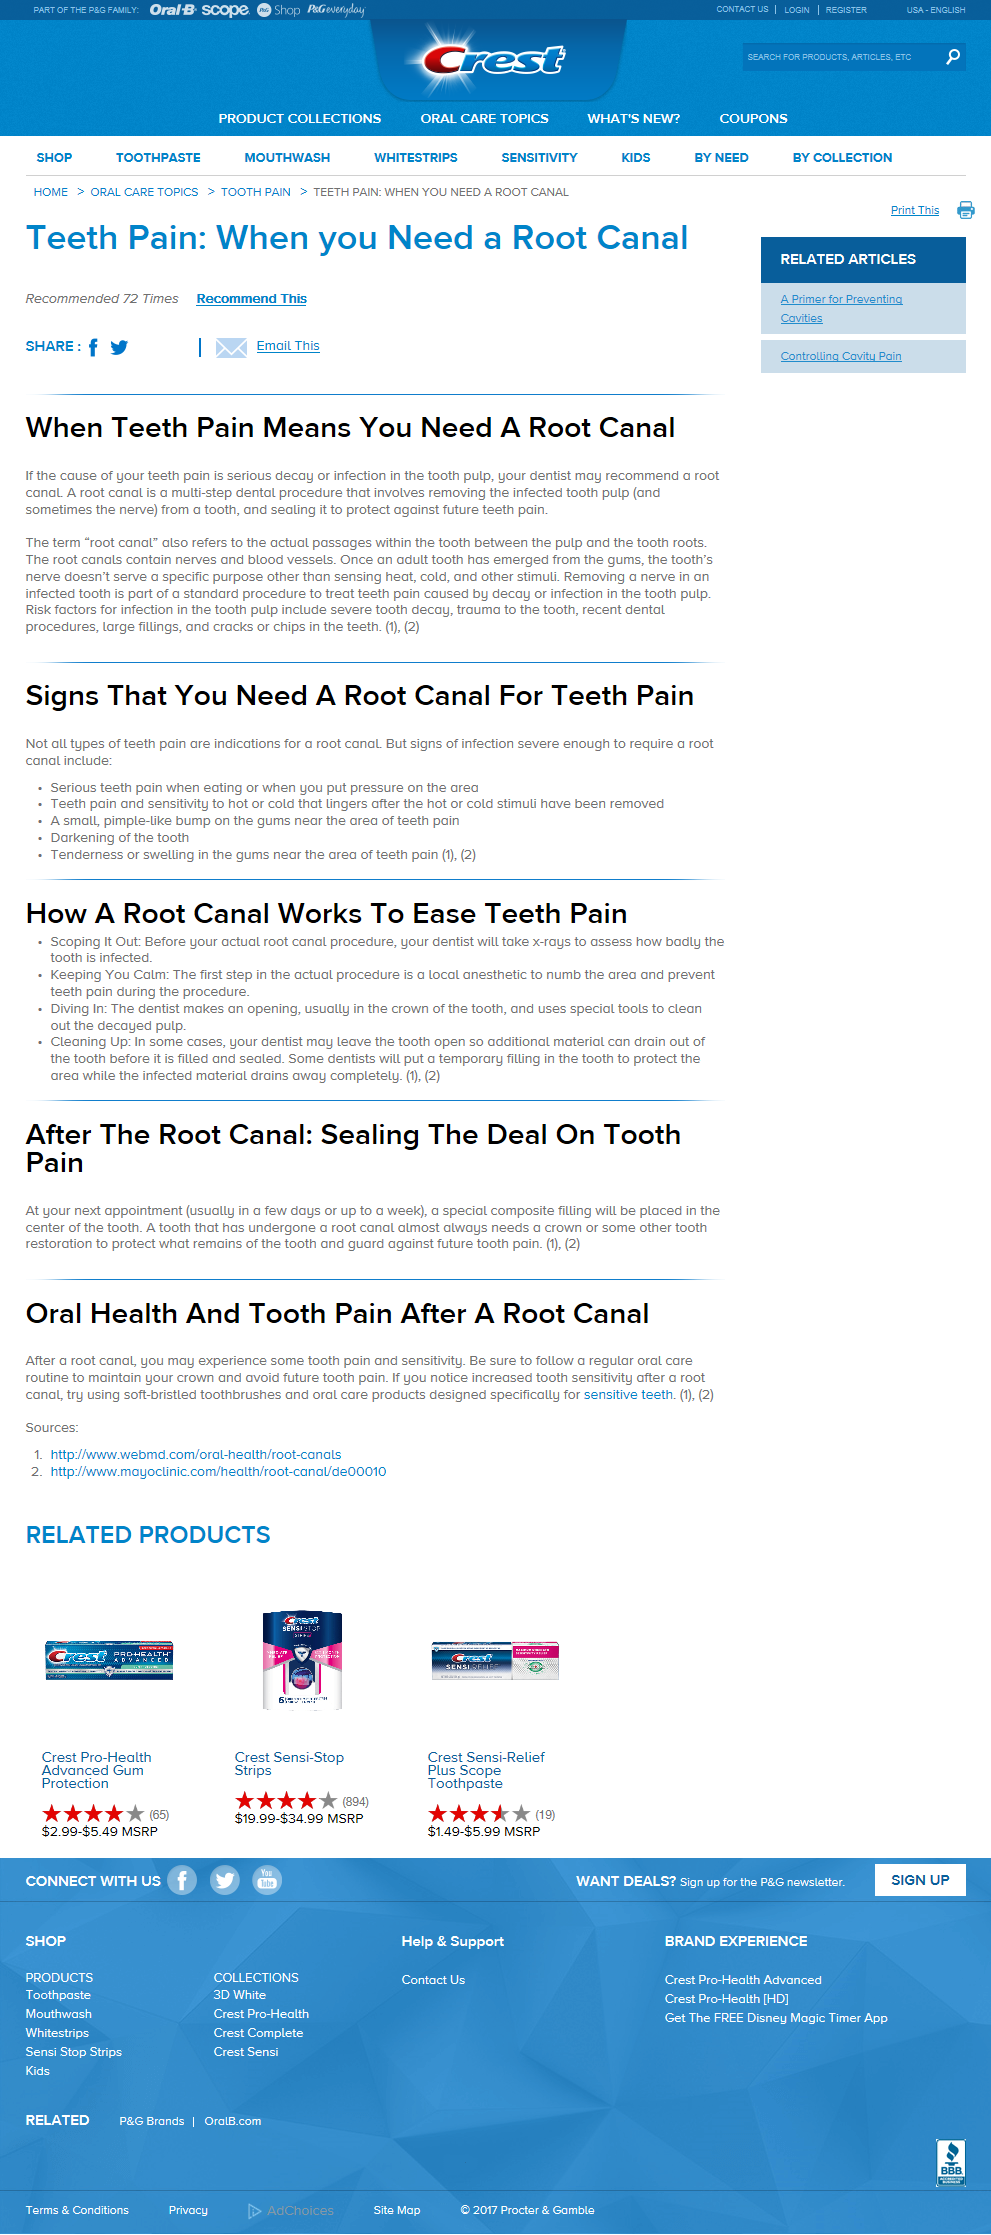 PART OF THE P&G FAMILY: Oral-B scope P&G Shop P&G everyday
CONTACT US | LOGIN | REGISTER USA - ENGLISH
Crest
SEARCH FOR PRODUCTS, ARTICLES, ETC
PRODUCT COLLECTIONS ORAL CARE TOPICS WHAT'S NEW? COUPONS
SHOP TOOTHPASTE MOUTHWASH WHITESTRIPS SENSITIVITY KIDS BY NEED BY COLLECTION
HOME > ORAL CARE TOPICS > TOOTH PAIN > TEETH PAIN: WHEN YOU NEED A ROOT CANAL
Print This
Teeth Pain: When you Need a Root Canal
RELATED ARTICLES
A Primer for Preventing
Cavities
Controlling Cavity Pain
Recommended 72 Times Recommend This
SHARE : | Email This
When Teeth Pain Means You Need A Root Canal
If the cause of your teeth pain is serious decay or infection in the tooth pulp, your dentist may recommend a root
canal. A root canal is a multi-step dental procedure that involves removing the infected tooth pulp (and
sometimes the nerve) from a tooth, and sealing it to protect against future teeth pain.
The term “root canal” also refers to the actual passages within the tooth between the pulp and the tooth roots.
The root canals contain nerves and blood vessels. Once an adult tooth has emerged from the gums, the tooth’s
nerve doesn’t serve a specific purpose other than sensing heat, cold, and other stimuli. Removing a nerve in an
infected tooth is part of a standard procedure to treat teeth pain caused by decay or infection in the tooth pulp.
Risk factors for infection in the tooth pulp include severe tooth decay, trauma to the tooth, recent dental
procedures, large fillings, and cracks or chips in the teeth. (1), (2)
Signs That You Need A Root Canal For Teeth Pain
Not all types of teeth pain are indications for a root canal. But signs of infection severe enough to require a root
canal include:
• Serious teeth pain when eating or when you put pressure on the area
• Teeth pain and sensitivity to hot or cold that lingers after the hot or cold stimuli have been removed
• A small, pimple-like bump on the gums near the area of teeth pain
• Darkening of the tooth
• Tenderness or swelling in the gums near the area of teeth pain (1), (2)
How A Root Canal Works To Ease Teeth Pain
• Scoping It Out: Before your actual root canal procedure, your dentist will take x-rays to assess how badly the
tooth is infected.
• Keeping You Calm: The first step in the actual procedure is a local anesthetic to numb the area and prevent
teeth pain during the procedure.
• Diving In: The dentist makes an opening, usually in the crown of the tooth, and uses special tools to clean
out the decayed pulp.
• Cleaning Up: In some cases, your dentist may leave the tooth open so additional material can drain out of
the tooth before it is filled and sealed. Some dentists will put a temporary filling in the tooth to protect the
area while the infected material drains away completely. (1), (2)
After The Root Canal: Sealing The Deal On Tooth
Pain
At your next appointment (usually in a few days or up to a week), a special composite filling will be placed in the
center of the tooth. A tooth that has undergone a root canal almost always needs a crown or some other tooth
restoration to protect what remains of the tooth and guard against future tooth pain. (1), (2)
Oral Health And Tooth Pain After A Root Canal
After a root canal, you may experience some tooth pain and sensitivity. Be sure to follow a regular oral care
routine to maintain your crown and avoid future tooth pain. If you notice increased tooth sensitivity after a root
canal, try using soft-bristled toothbrushes and oral care products designed specifically for sensitive teeth. (1), (2)
Sources:
1. http://www.webmd.com/oral-health/root-canals
2. http://www.mayoclinic.com/health/root-canal/de00010
RELATED PRODUCTS
Crest PRO-HEALTH ADVANCED
Crest SENSI-STOP STRIPS
Crest SENSI RELIEF
Crest Pro-Health
Advanced Gum
Protection
(65)
$2.99-$5.49 MSRP
Crest Sensi-Stop
Strips
(894)
$19.99-$34.99 MSRP
Crest Sensi-Relief
Plus Scope
Toothpaste
(19)
$1.49-$5.99 MSRP
CONNECT WITH US You Tube
WANT DEALS? Sign up for the P&G newsletter. SIGN UP
SHOP
PRODUCTS
Toothpaste
Mouthwash
Whitestrips
Sensi Stop Strips
Kids
COLLECTIONS
3D White
Crest Pro-Health
Crest Complete
Crest Sensi
Help & Support
Contact Us
BRAND EXPERIENCE
Crest Pro-Health Advanced
Crest Pro-Health [HD]
Get The FREE Disney Magic Timer App
RELATED P&G Brands | OralB.com
BBB
Terms & Conditions Privacy AdChoices Site Map © 2017 Procter & Gamble